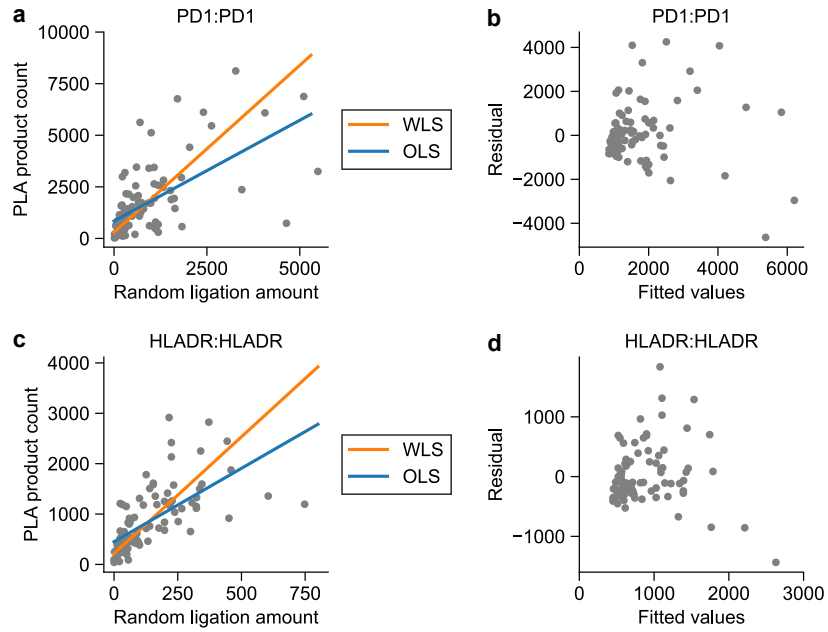 a
PD1:PD1
PLA product count
10000
7500
5000
2500
0
0 2500 5000
Random ligation amount
WLS
OLS
b
PD1:PD1
Residual
4000
2000
0
−2000
−4000
0 2000 4000 6000
Fitted values
c
HLADR:HLADR
PLA product count
4000
3000
2000
1000
0
0 250 500 750
Random ligation amount
WLS
OLS
d
HLADR:HLADR
Residual
1000
0
−1000
0 1000 2000 3000
Fitted values